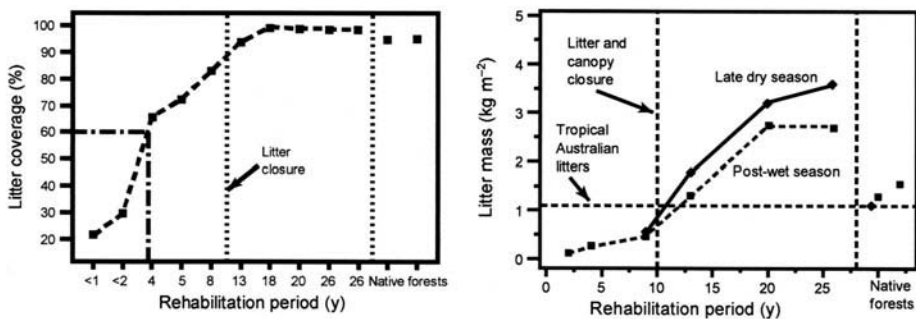 100
90
80
70
60
50
40
30
20
Litter coverage (%)
Litter
closure
<1
<2
4
5
8
13
18
20
26
26
Native forests
Rehabilitation period (y)
5
4
3
2
1
0
Litter mass (kg m⁻²)
Litter and
canopy
closure
Tropical
Australian
litters
Late dry season
Post-wet season
0
5
10
15
20
25
Native
forests
Rehabilitation period (y)